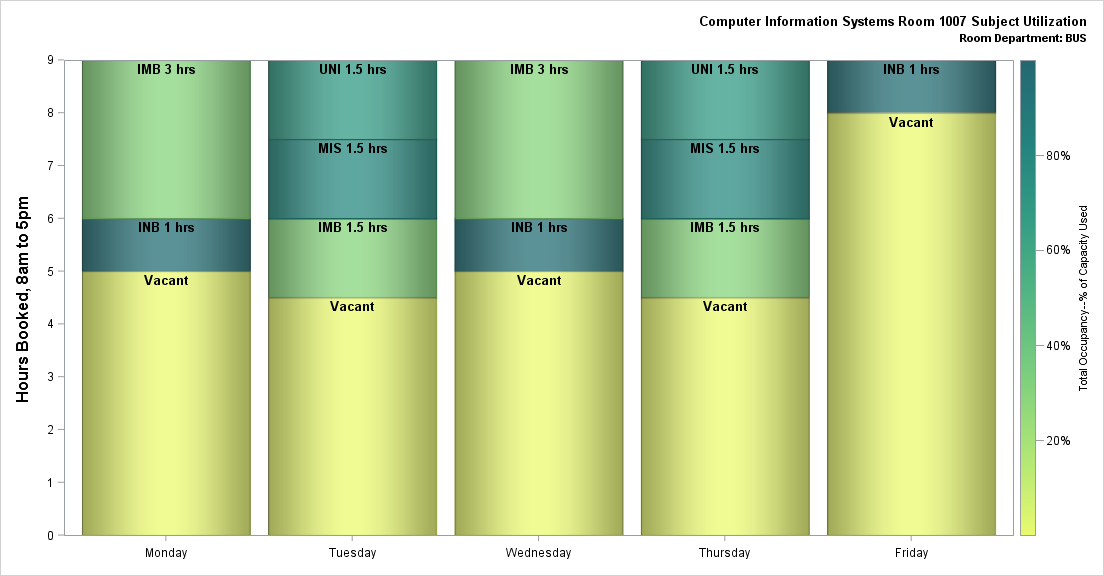 Computer Information Systems Room 1007 Subject Utilization
Room Department: BUS
Hours Booked, 8am to 5pm
9
8
7
6
5
4
3
2
1
0
IMB 3 hrs
INB 1 hrs
Vacant
UNI 1.5 hrs
MIS 1.5 hrs
IMB 1.5 hrs
Vacant
IMB 3 hrs
INB 1 hrs
Vacant
UNI 1.5 hrs
MIS 1.5 hrs
IMB 1.5 hrs
Vacant
INB 1 hrs
Vacant
Monday
Tuesday
Wednesday
Thursday
Friday
80%
60%
40%
20%
Total Occupancy--% of Capacity Used